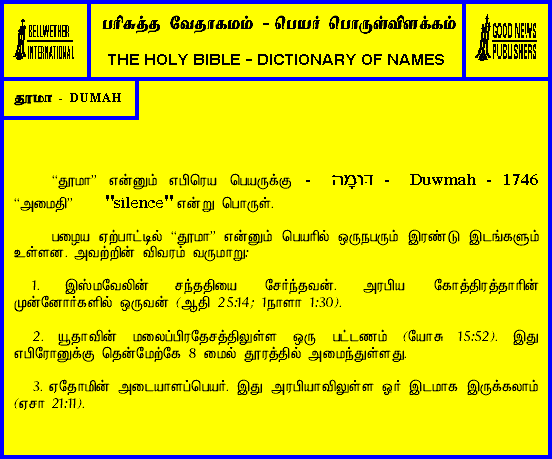 BELLWETHER
INTERNATIONAL
பரிசுத்த வேதாகமம் - பெயர் பொருள்விளக்கம்
THE HOLY BIBLE - DICTIONARY OF NAMES
GOOD NEWS
PUBLISHERS
தூமா - DUMAH
“தூமா” என்னும் எபிரெய பெயருக்கு - דּוּמָה - Duwmah - 1746
“அமைதி” "silence" என்று பொருள்.
பழைய ஏற்பாட்டில் “தூமா” என்னும் பெயரில் ஒருநபரும் இரண்டு இடங்களும்
உள்ளன. அவற்றின் விவரம் வருமாறு:
1. இஸ்மவேலின் சந்ததியை சேர்ந்தவன். அரபிய கோத்திரத்தாரின்
முன்னோர்களில் ஒருவன் (ஆதி 25:14; 1நாளா 1:30).
2. யூதாவின் மலைப்பிரதேசத்திலுள்ள ஒரு பட்டணம் (யோசு 15:52). இது
எபிரோனுக்கு தென்மேற்கே 8 மைல் தூரத்தில் அமைந்துள்ளது.
3. ஏதோமின் அடையாளப்பெயர். இது அரபியாவிலுள்ள ஓர் இடமாக இருக்கலாம்
(ஏசா 21:11).